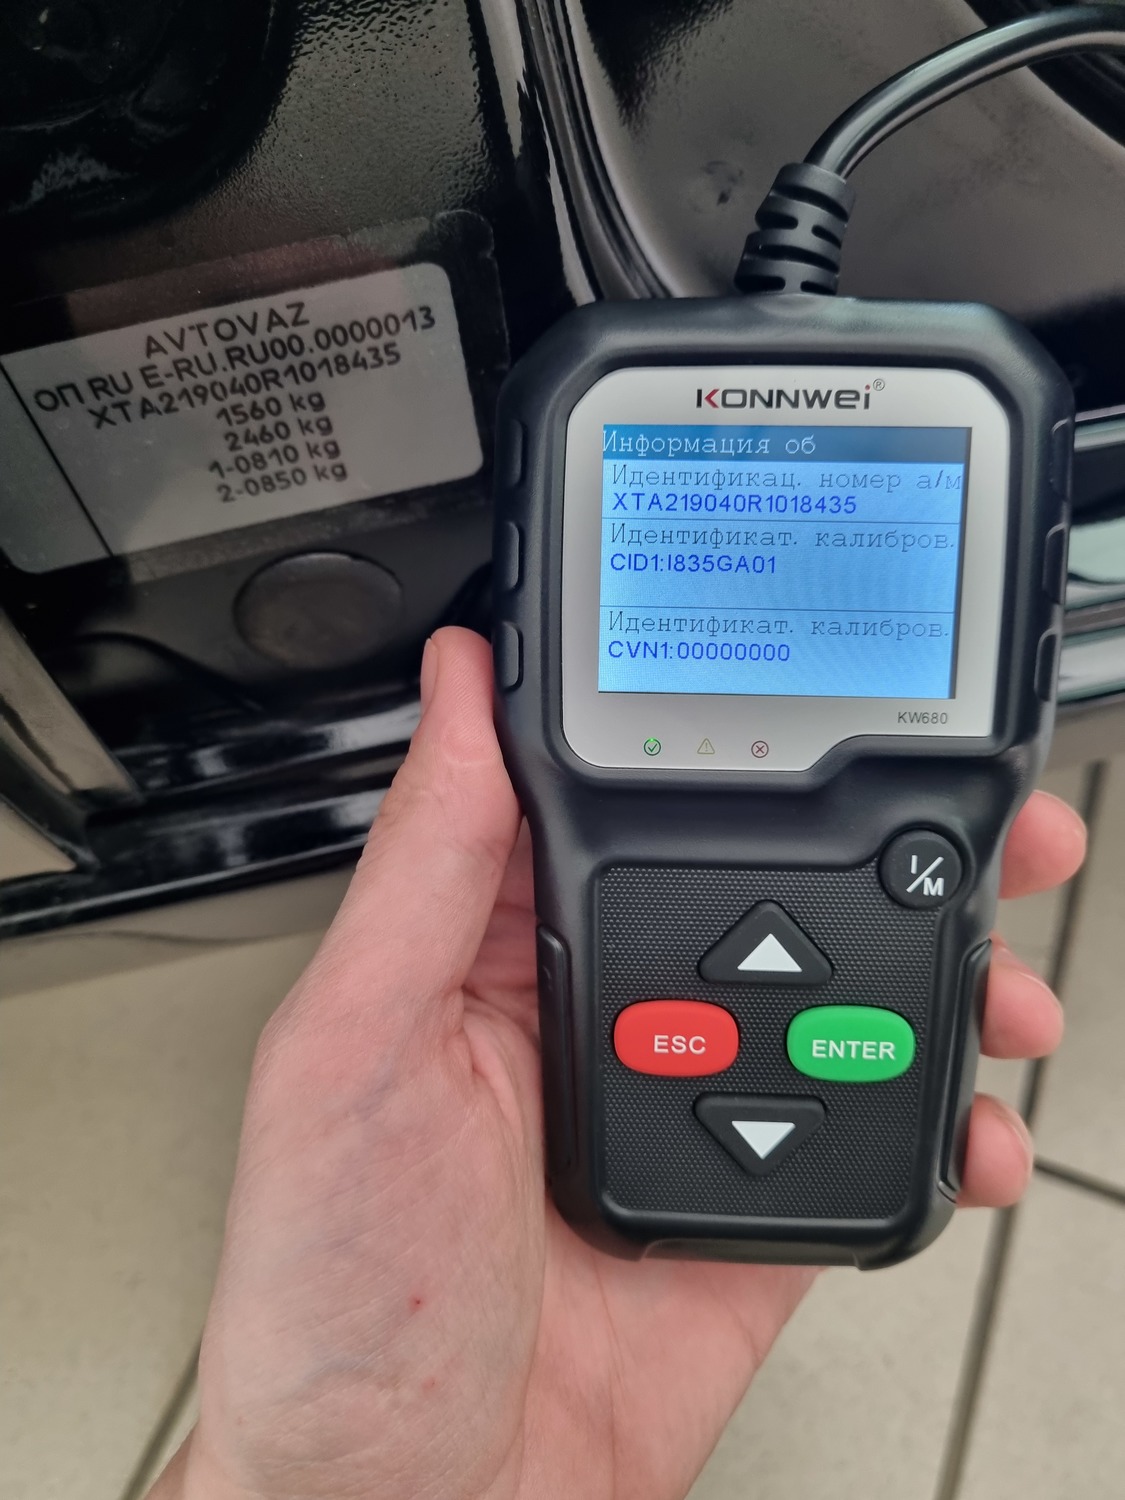 AVTOVAZ
ОП RU E-RU.RU00.0000013
XTA219040R1018435
1560 kg
2460 kg
1-0810 kg
2-0850 kg
KONNWEI®
Информация об
Идентификац. номер а/м
XTA219040R1018435
Идентификат. калибров.
CID1:I835GA01
Идентификат. калибров.
CVN1:00000000
KW680
I/M
ESC
ENTER